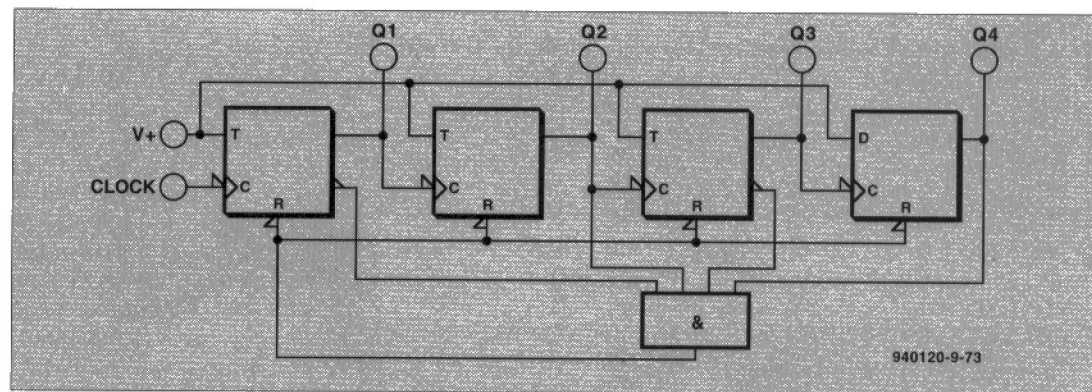 Q1 Q2 Q3 Q4
V+ T T T D
CLOCK C C C C
R R R R
&
940120-9-73